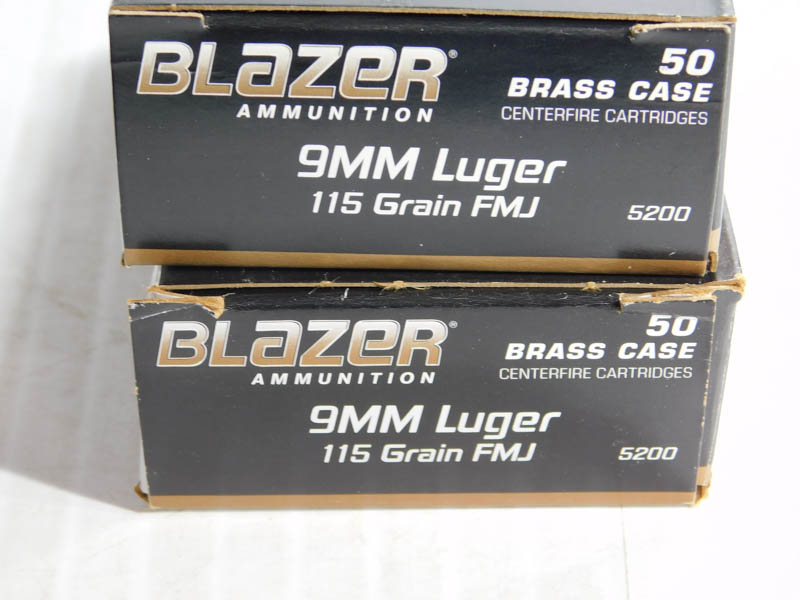 BLaZER®
AMMUNITION
50
BRASS CASE
CENTERFIRE CARTRIDGES
9MM Luger
115 Grain FMJ
5200
BLaZER®
AMMUNITION
50
BRASS CASE
CENTERFIRE CARTRIDGES
9MM Luger
115 Grain FMJ
5200